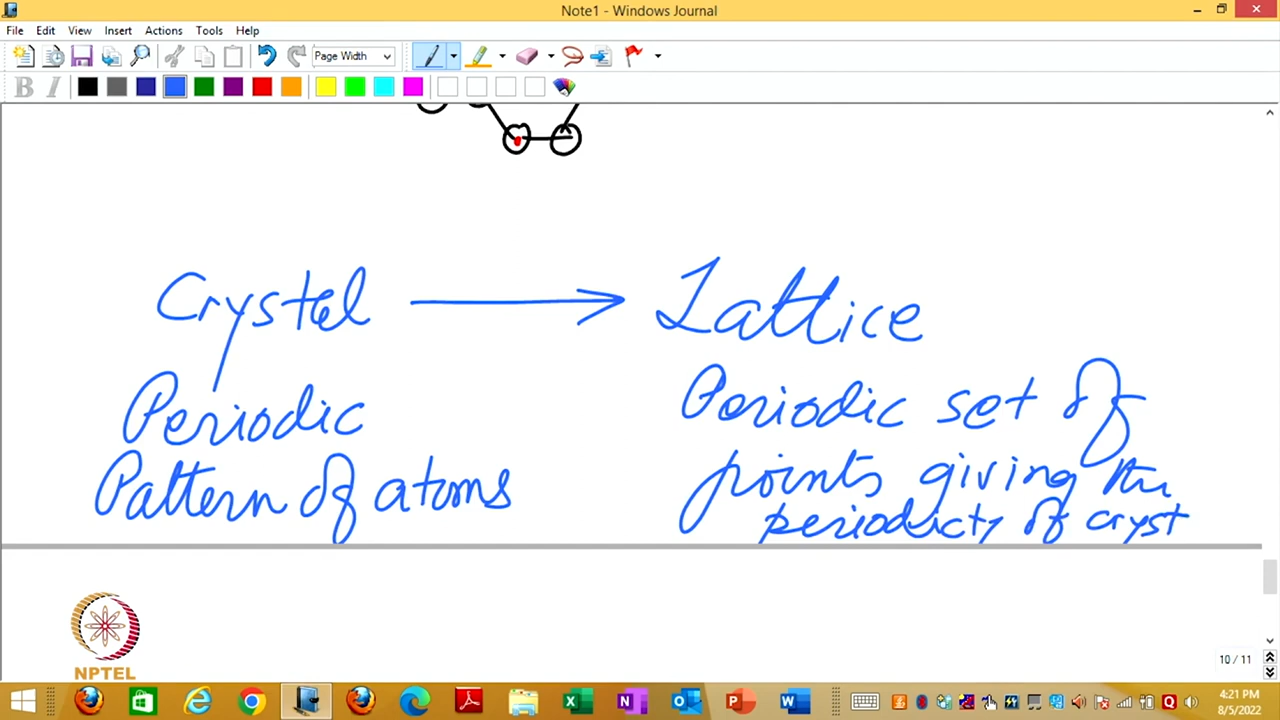 Note1 - Windows Journal
File Edit View Insert Actions Tools Help
Page Width
B I
Crystal → Lattice
Periodic Periodic set of
Pattern of atoms points giving the
periodicty of cryst
NPTEL
10 / 11
4:21 PM
8/5/2022